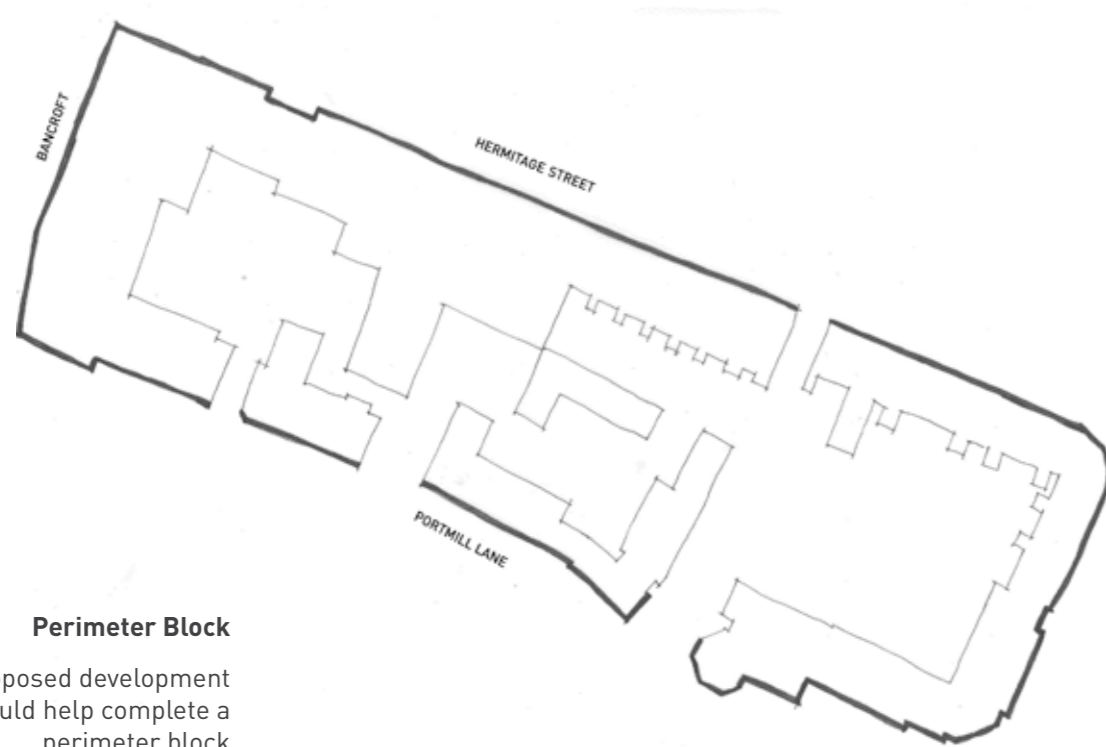 BANCROFT
HERMITAGE STREET
PORTMILL LANE
Perimeter Block
posed development
uld help complete a
perimeter block